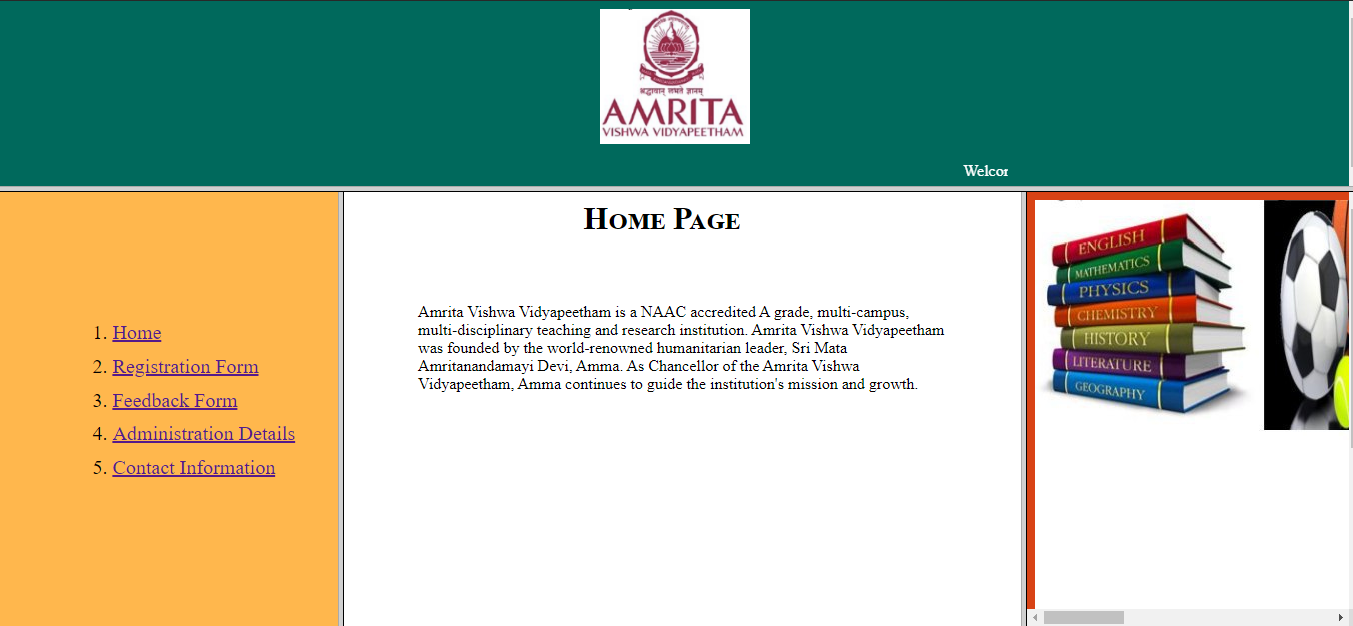 श्रद्धावान् लभते ज्ञानम्
AMRITA
VISHWA VIDYAPEETHAM
Welcor
Home Page
1. Home
2. Registration Form
3. Feedback Form
4. Administration Details
5. Contact Information
Amrita Vishwa Vidyapeetham is a NAAC accredited A grade, multi-campus,
multi-disciplinary teaching and research institution. Amrita Vishwa Vidyapeetham
was founded by the world-renowned humanitarian leader, Sri Mata
Amritanandamayi Devi, Amma. As Chancellor of the Amrita Vishwa
Vidyapeetham, Amma continues to guide the institution's mission and growth.
ENGLISH
MATHEMATICS
PHYSICS
CHEMISTRY
HISTORY
LITERATURE
GEOGRAPHY